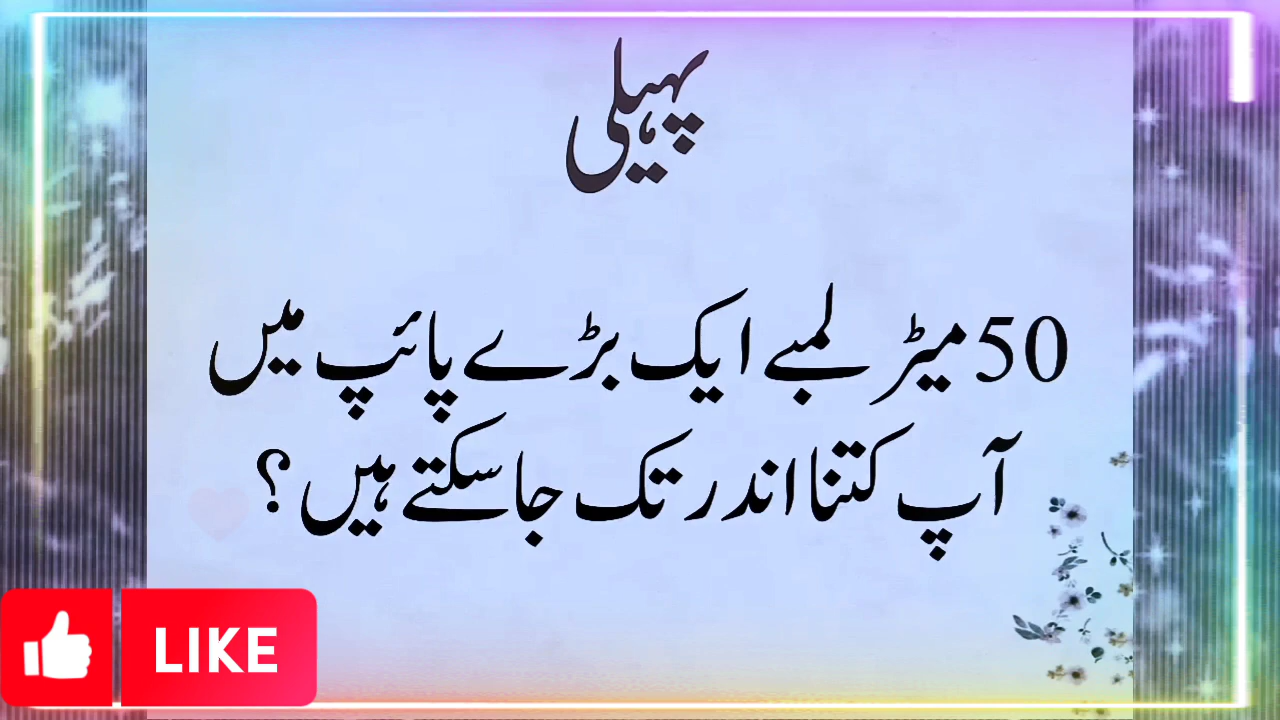 پہیلی
50 میٹر لمبے ایک بڑے پائپ میں
آپ کتنا اندر تک جا سکتے ہیں؟
LIKE